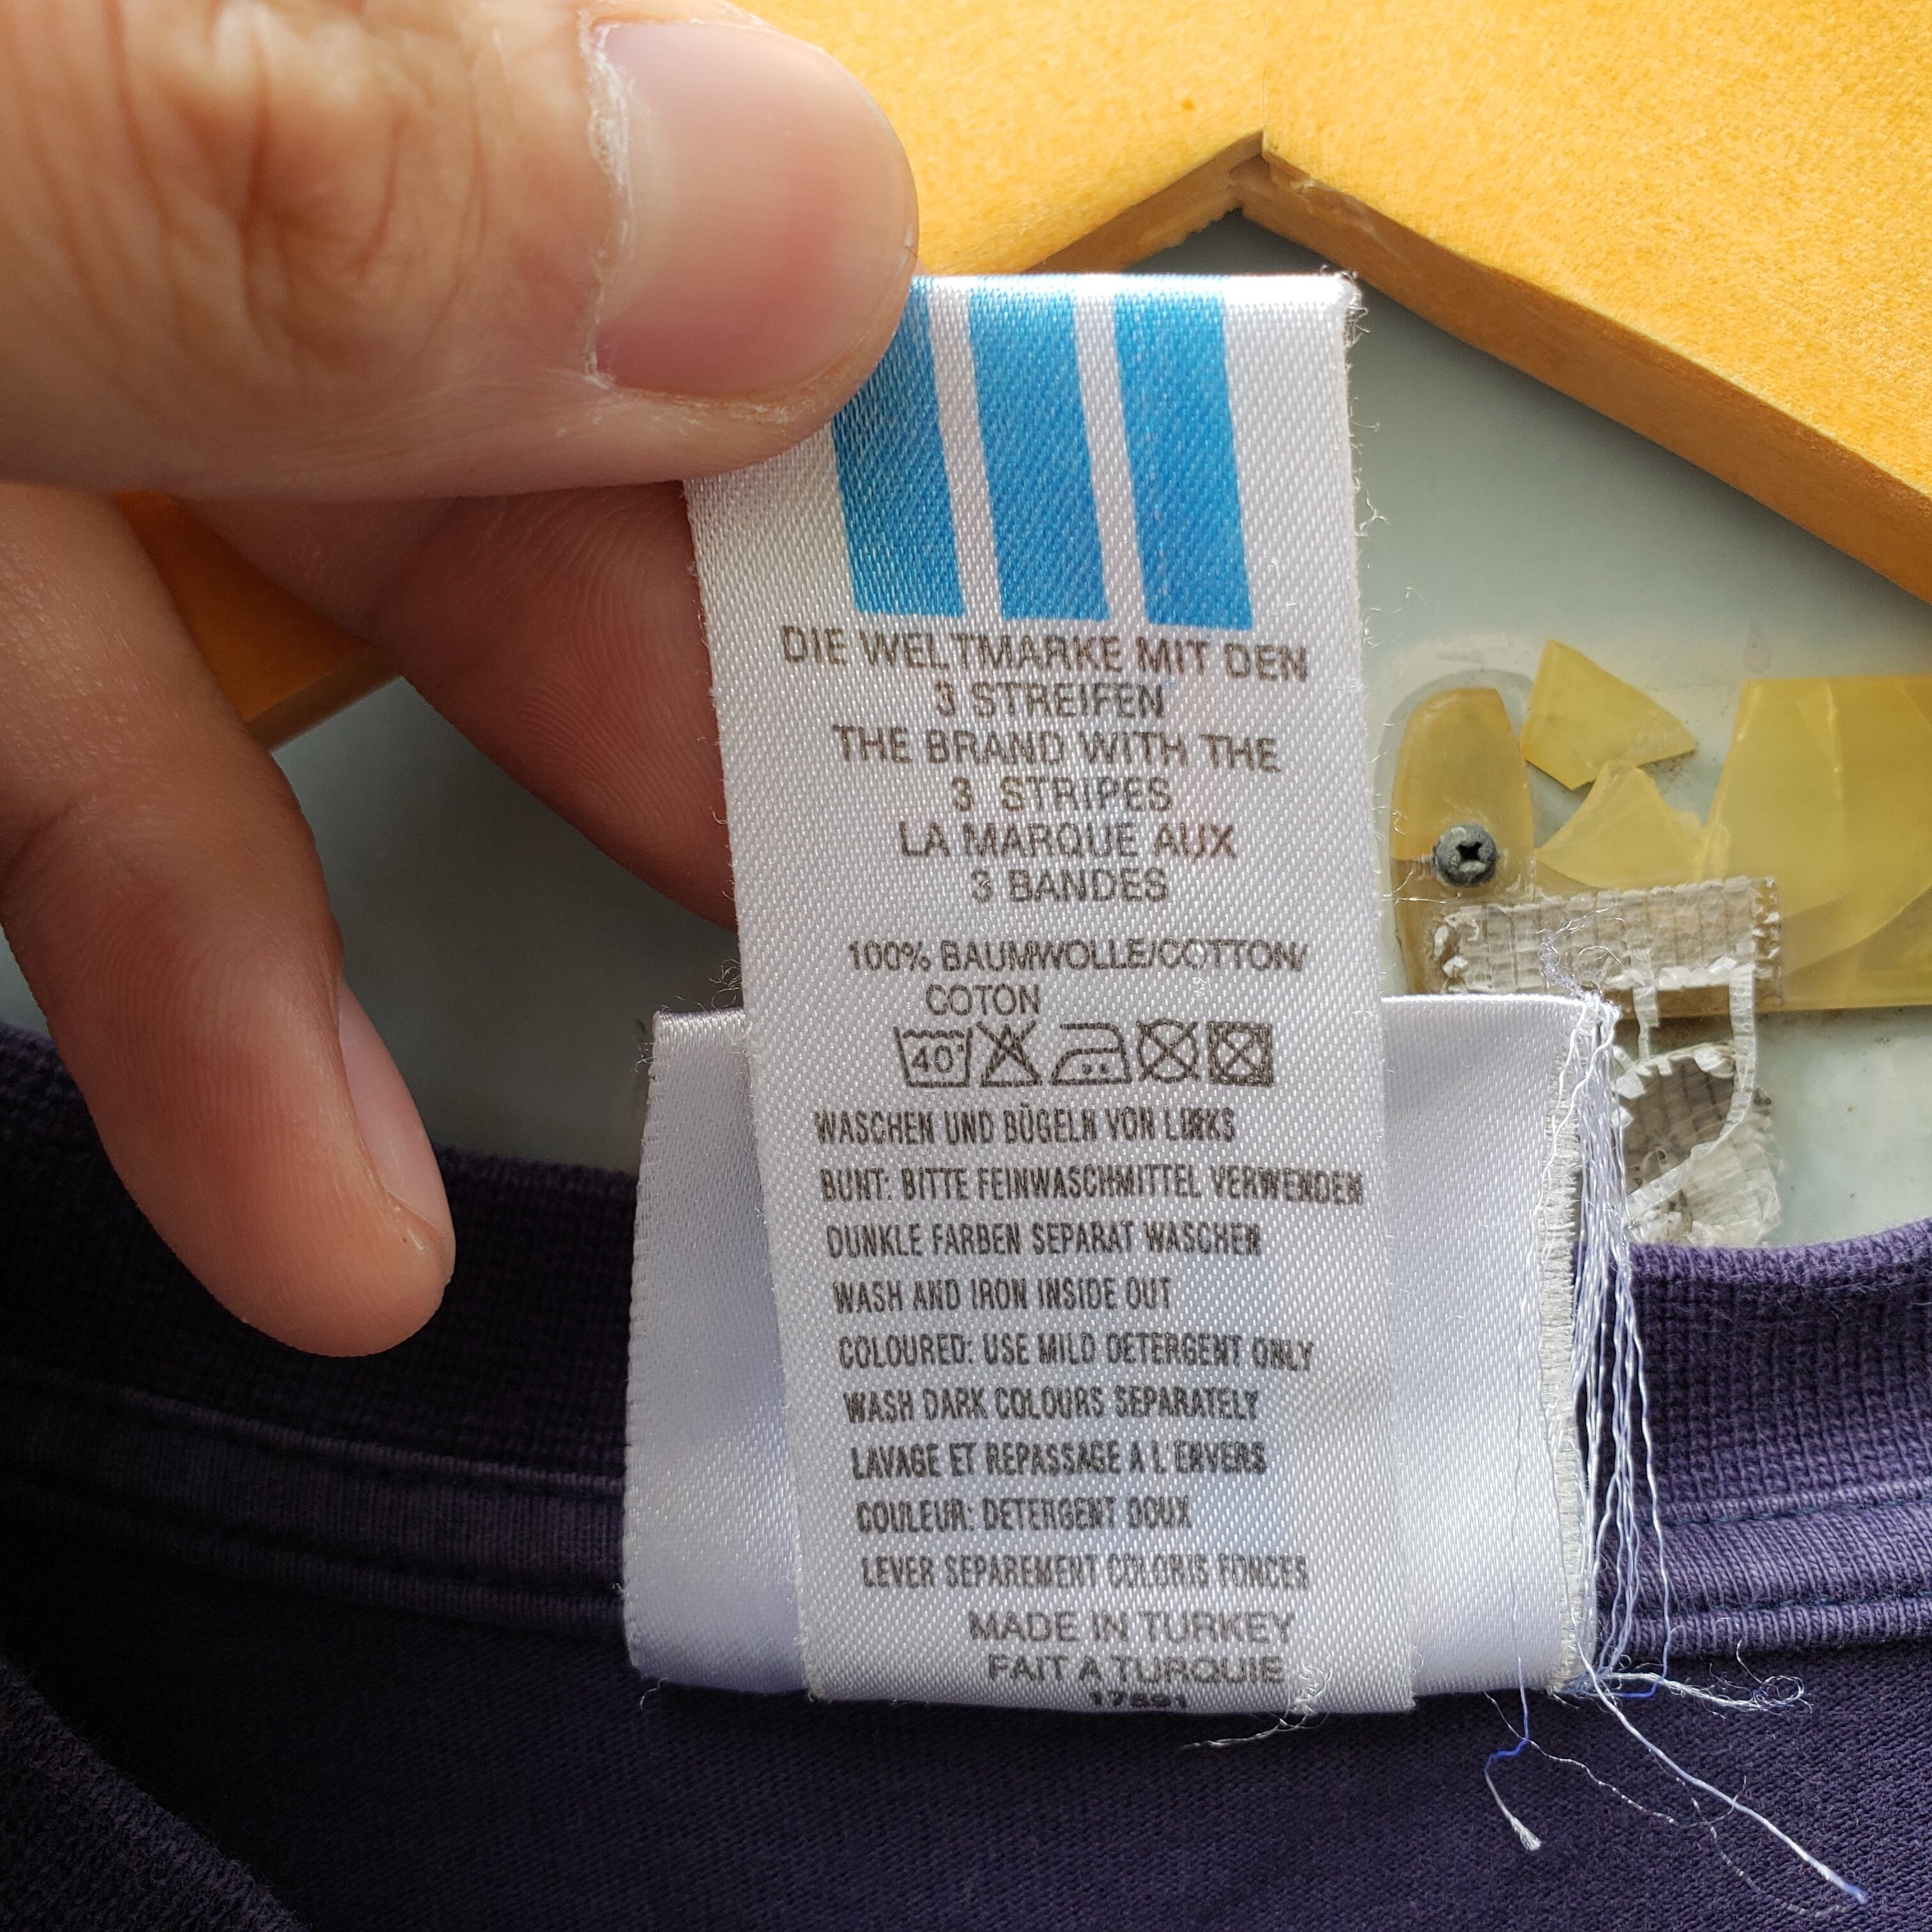 DIE WELTMARKE MIT DEN
3 STREIFEN
THE BRAND WITH THE
3 STRIPES
LA MARQUE AUX
3 BANDES
100% BAUMWOLLE/COTTON/
COTON
40°
WASCHEN UND BÜGELN VON LINKS
BUNT: BITTE FEINWASCHMITTEL VERWENDEN
DUNKLE FARBEN SEPARAT WASCHEN
WASH AND IRON INSIDE OUT
COLOURED: USE MILD DETERGENT ONLY
WASH DARK COLOURS SEPARATELY
LAVAGE ET REPASSAGE A L'ENVERS
COULEUR: DETERGENT DOUX
LEVER SEPAREMENT COLORIS FONCES
MADE IN TURKEY
FAIT A TURQUIE